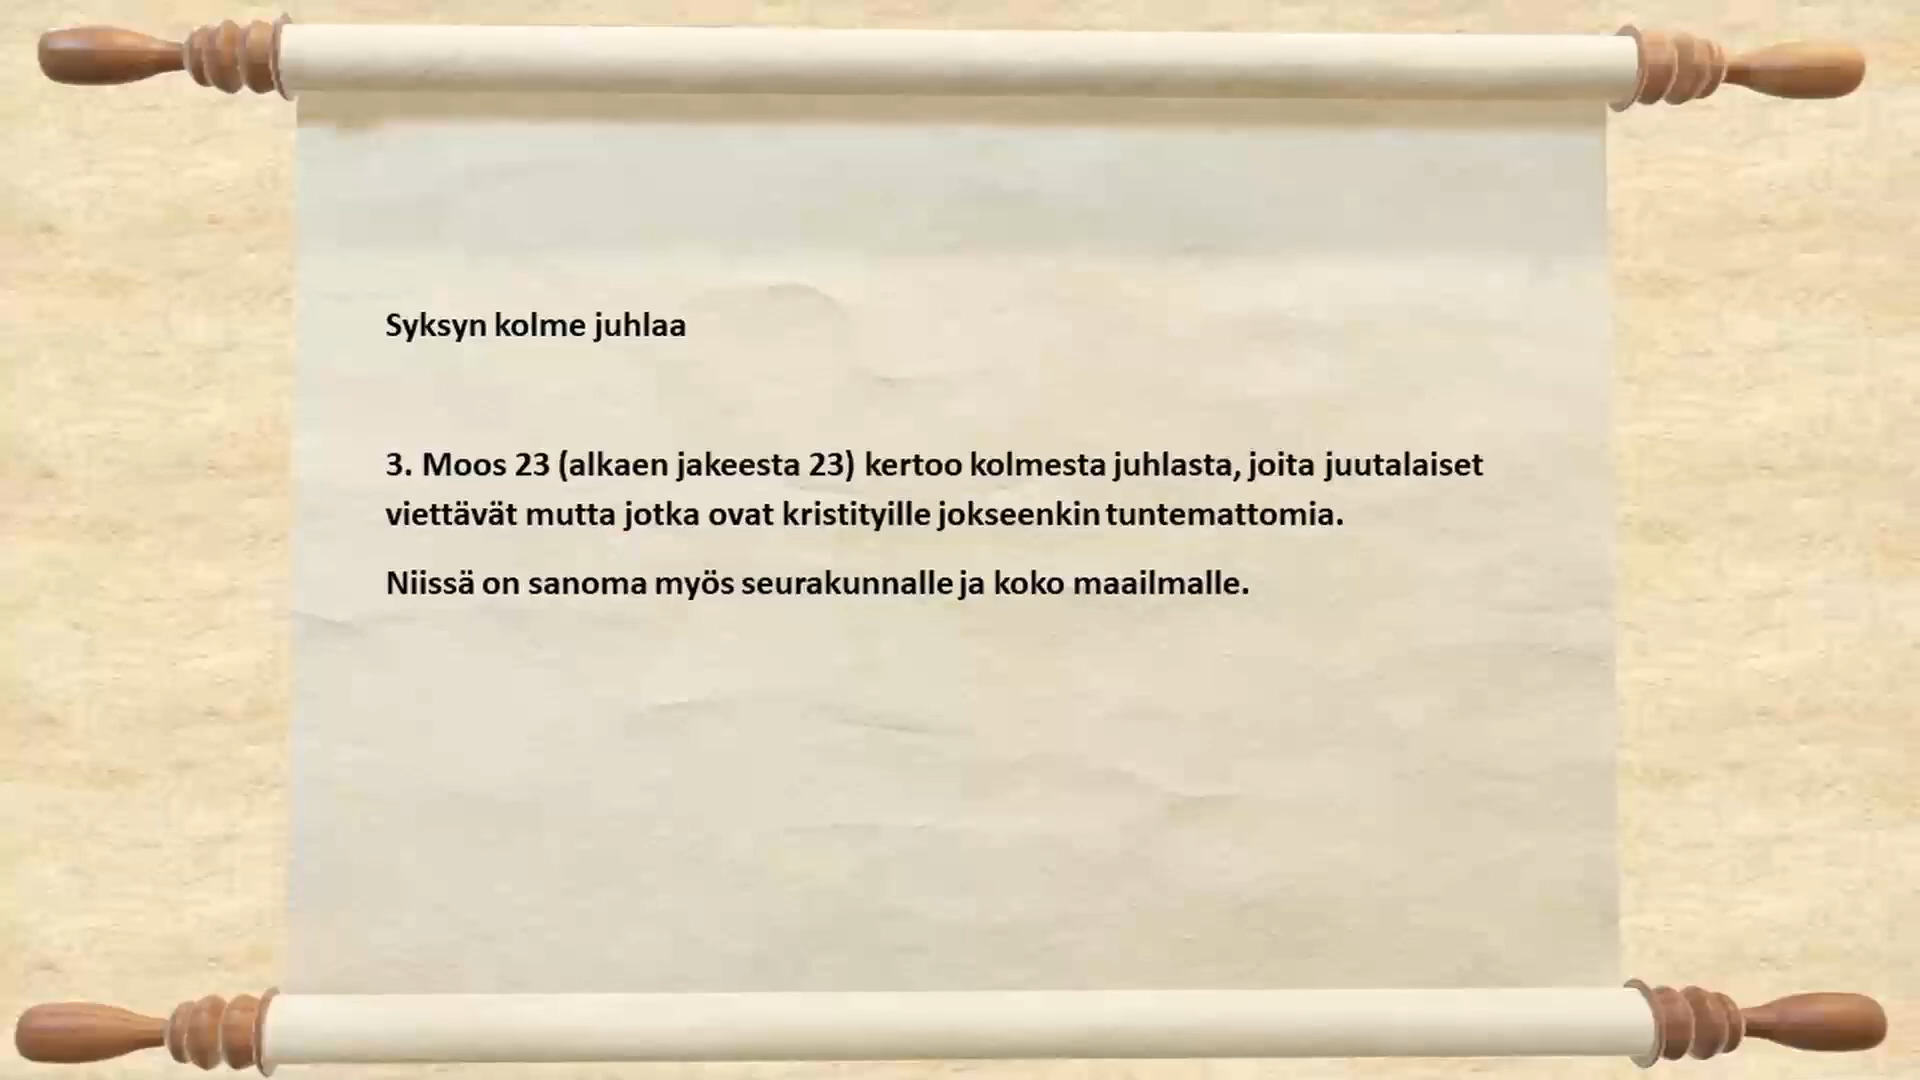 Syksyn kolme juhlaa
3. Moos 23 (alkaen jakeesta 23) kertoo kolmesta juhlasta, joita juutalaiset
viettävät mutta jotka ovat kristityille jokseenkin tuntemattomia.
Niissä on sanoma myös seurakunnalle ja koko maailmalle.